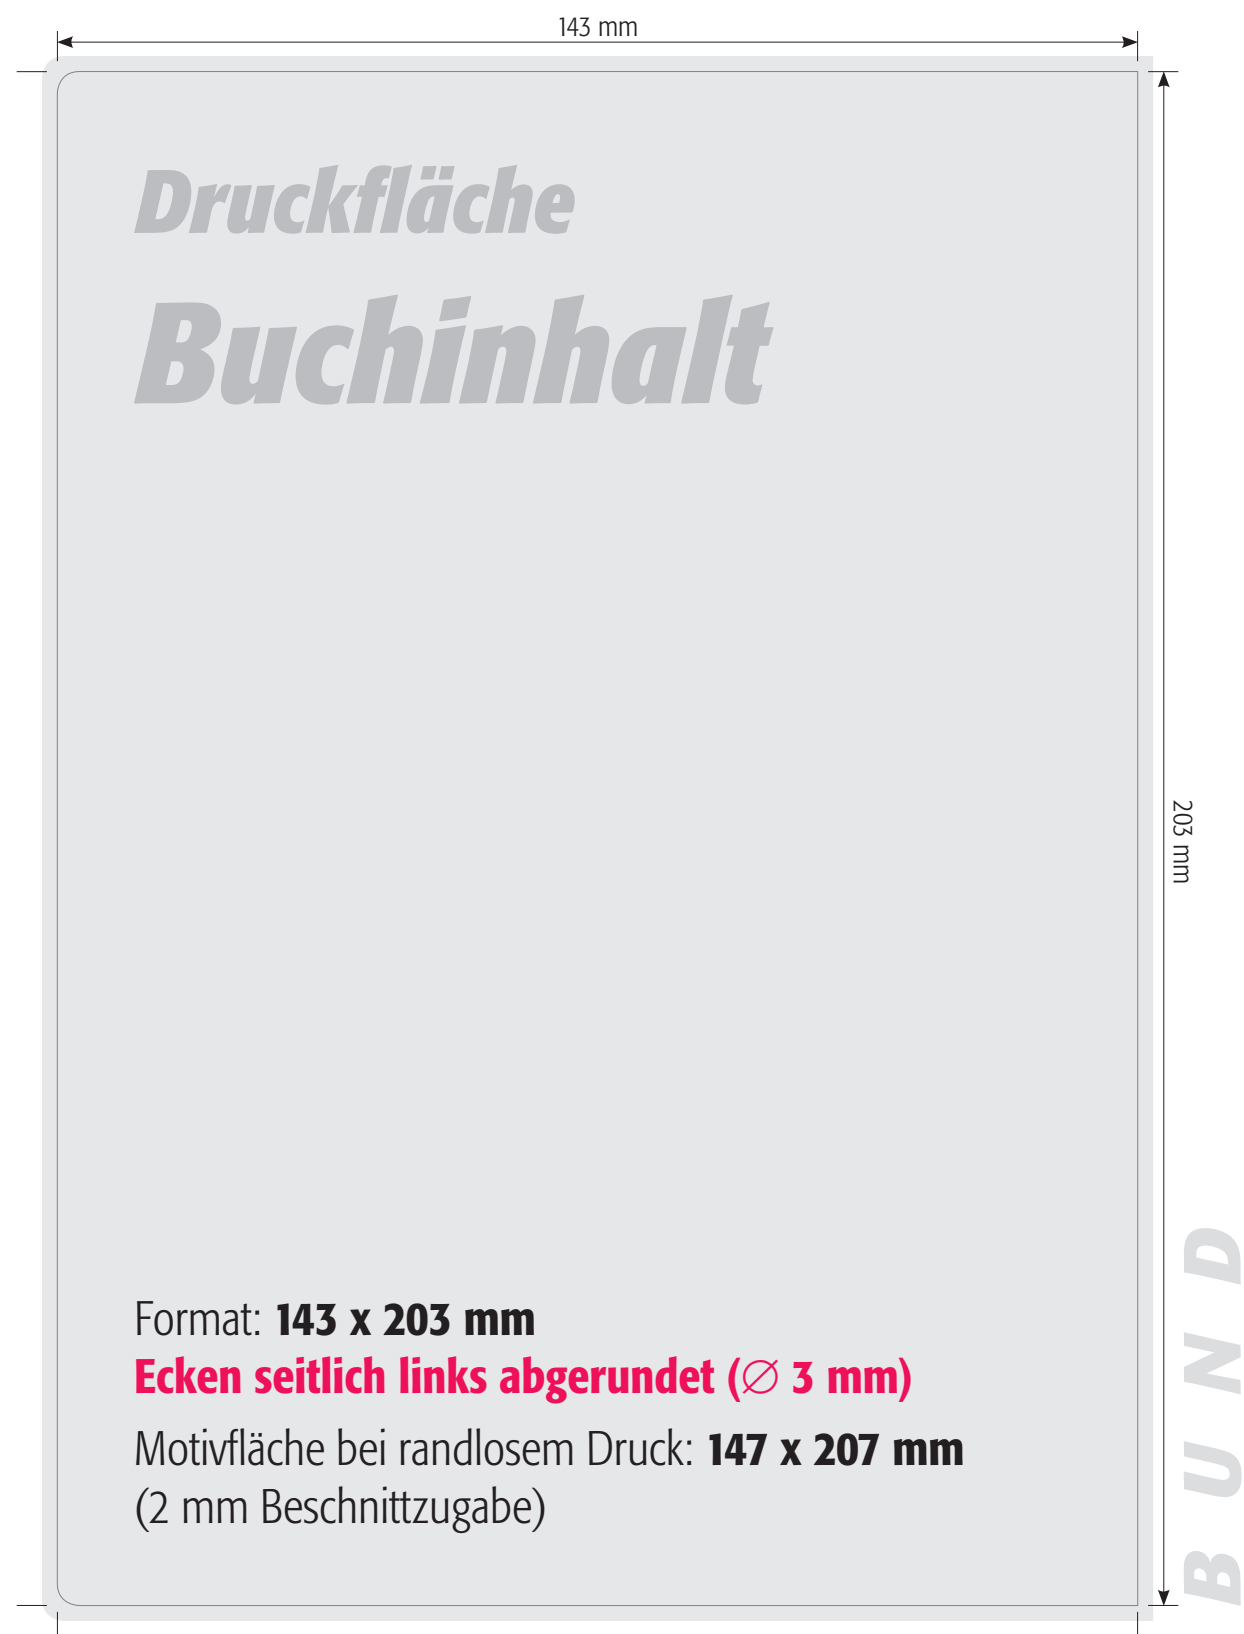 143 mm
Druckfläche
Buchinhalt
203 mm
Format: 143 x 203 mm
Ecken seitlich links abgerundet (∅ 3 mm)
Motivfläche bei randlosem Druck: 147 x 207 mm
(2 mm Beschnittzugabe)
BUND